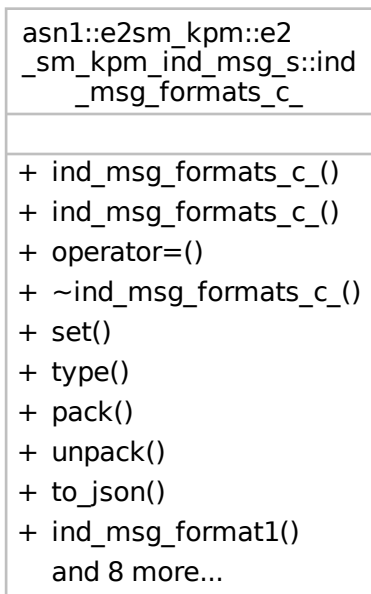 asn1::e2sm_kpm::e2
_sm_kpm_ind_msg_s::ind
_msg_formats_c_
+ ind_msg_formats_c_()
+ ind_msg_formats_c_()
+ operator=()
+ ~ind_msg_formats_c_()
+ set()
+ type()
+ pack()
+ unpack()
+ to_json()
+ ind_msg_format1()
and 8 more...